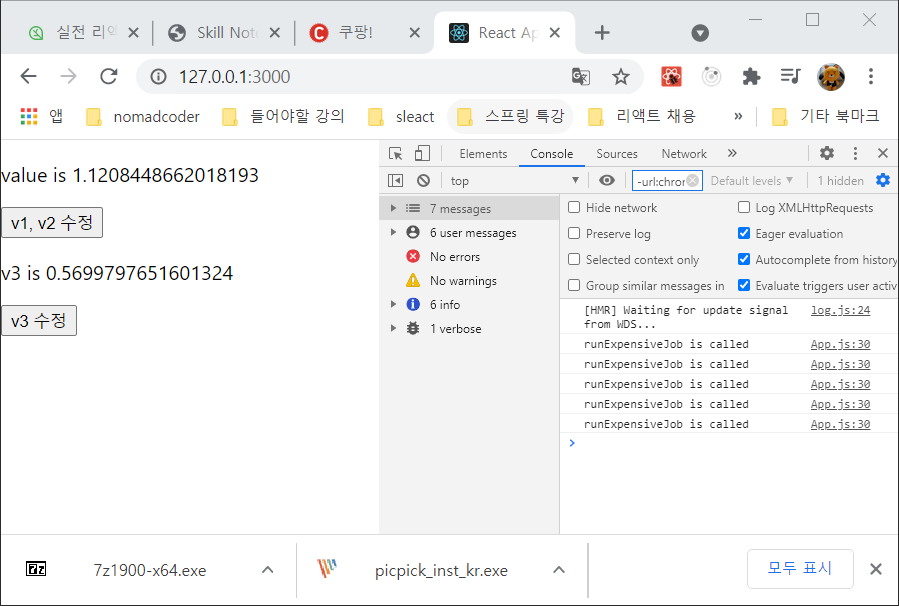 실전 리액
Skill Note
쿠팡!
React Ap
127.0.0.1:3000
앱
nomadcoder
들어야할 강의
sleact
스프링 특강
리액트 채용
»
기타 북마크
value is 1.1208448662018193
v1, v2 수정
v3 is 0.5699797651601324
v3 수정
Elements
Console
Sources
Network
»
top
-url:chror
Default levels
1 hidden
7 messages
6 user messages
No errors
No warnings
6 info
1 verbose
Hide network
Log XMLHttpRequests
Preserve log
Eager evaluation
Selected context only
Autocomplete from history
Group similar messages in
Evaluate triggers user activ
[HMR] Waiting for update signal log.js:24
from WDS...
runExpensiveJob is called App.js:30
runExpensiveJob is called App.js:30
runExpensiveJob is called App.js:30
runExpensiveJob is called App.js:30
runExpensiveJob is called App.js:30
7z
7z1900-x64.exe
picpick_inst_kr.exe
모두 표시